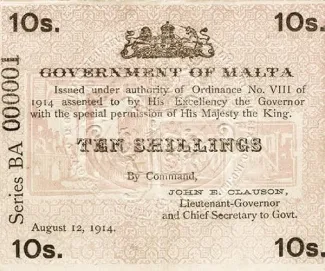 10s. 10s.
GOVERNMENT OF MALTA
Issued under authority of Ordinance No. VIII of
1914 assented to by His Excellency the Governor
with the special permission of His Majesty the King.
TEN SHILLINGS
By Command,
JOHN E. CLAUSON,
Lieutenant-Governor
and Chief Secretary to Govt.
Series BA 000001
August 12, 1914.
10s. 10s.